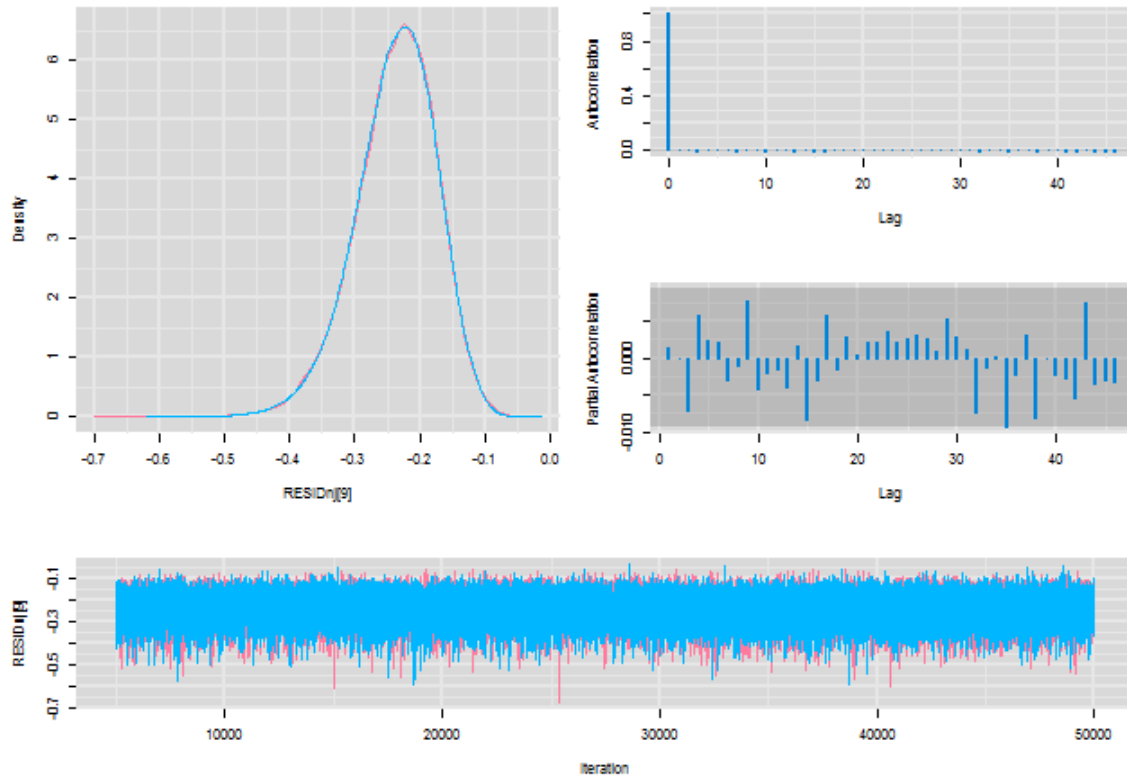 Density
0 1 2 3 4 5 6
-0.7 -0.6 -0.5 -0.4 -0.3 -0.2 -0.1 0.0
RESIDnj[9]
Autocorrelation
0.0 0.4 0.8
0 10 20 30 40
Lag
Partial Autocorrelation
-0.010 0.000
0 10 20 30 40
Lag
-0.7 -0.5 -0.3 -0.1
10000 20000 30000 40000 50000
Iteration